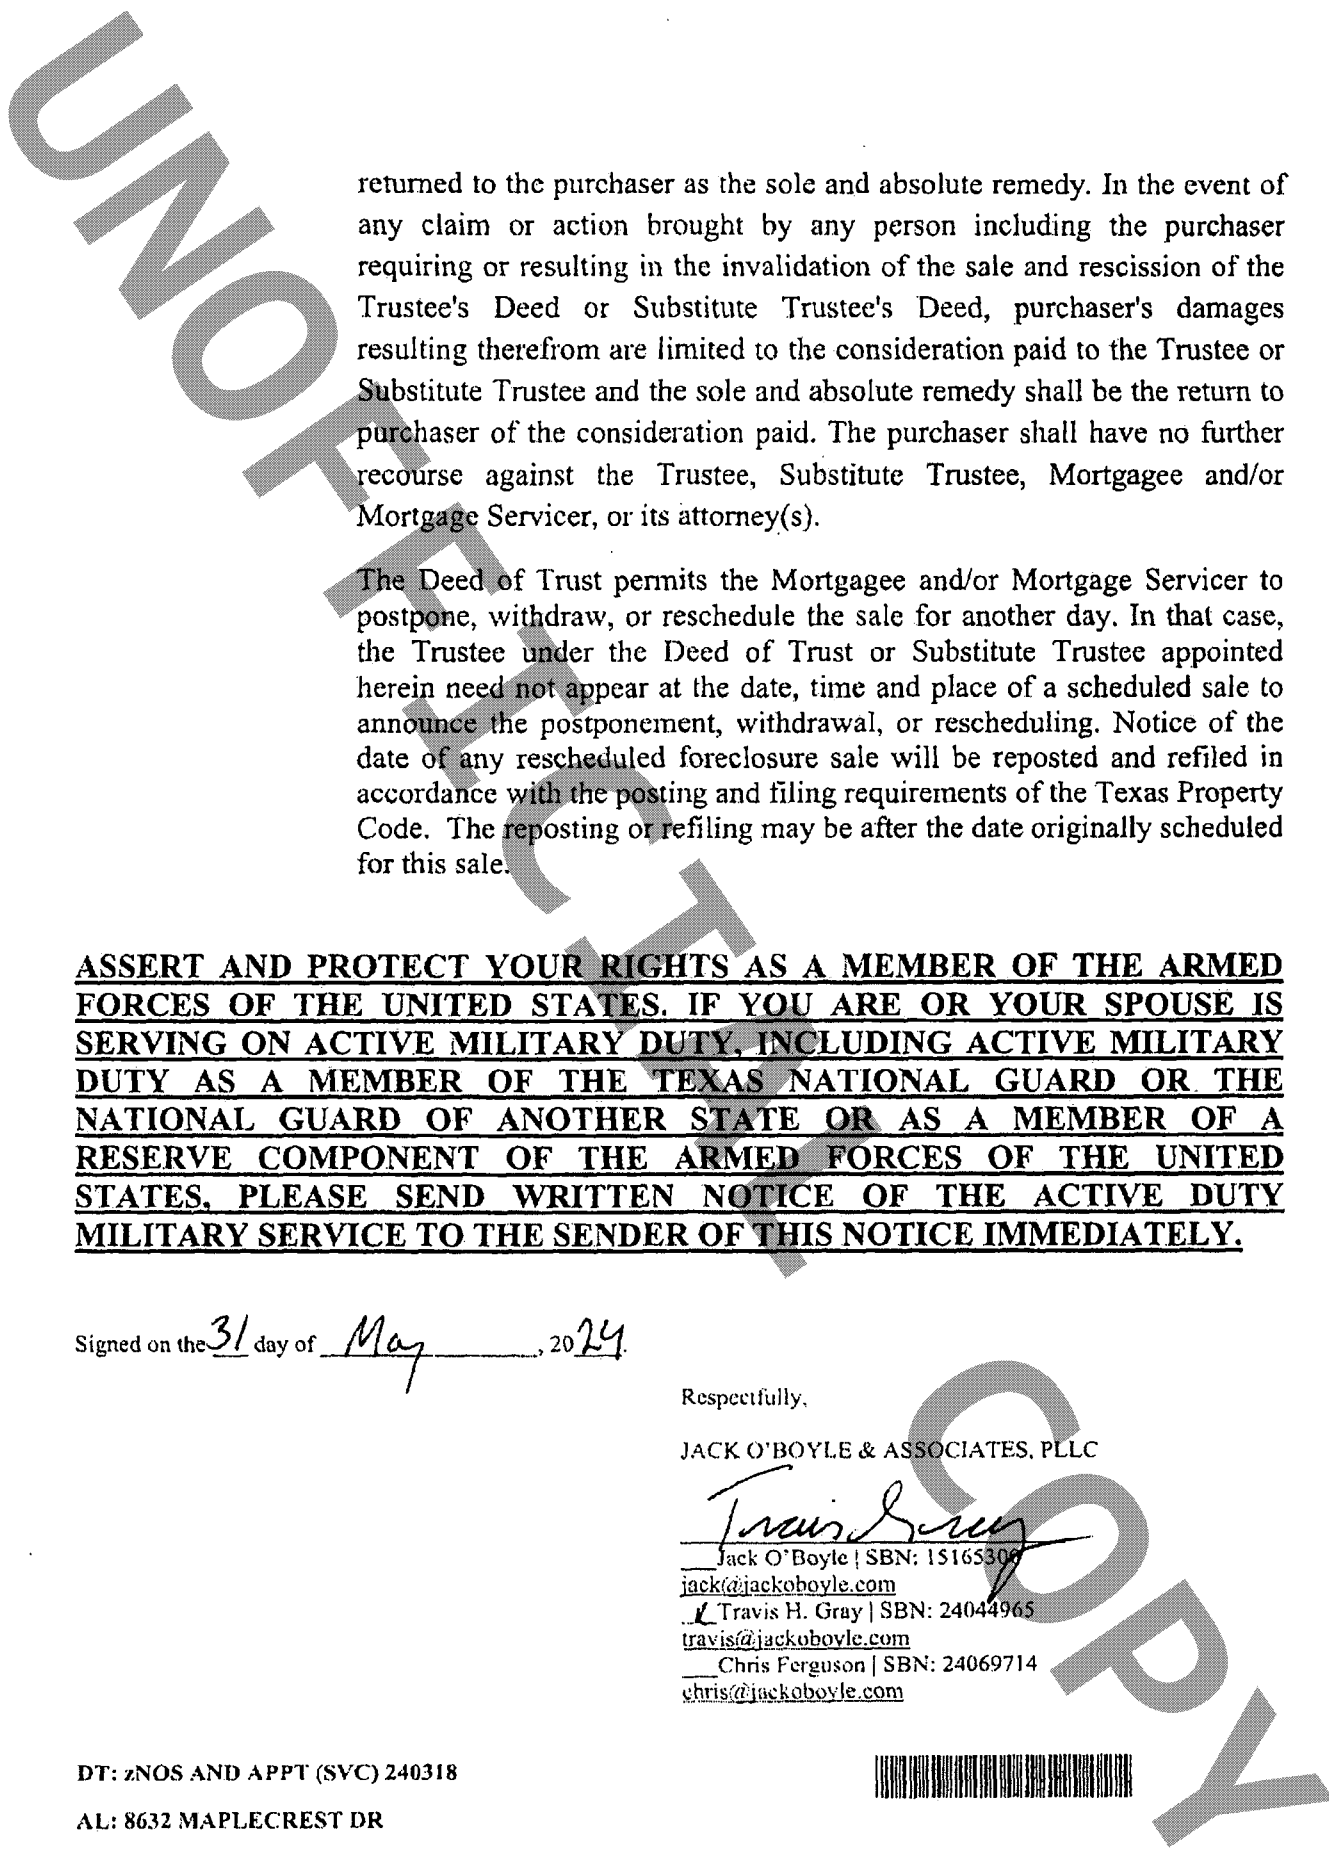 returned to the purchaser as the sole and absolute remedy. In the event of
any claim or action brought by any person including the purchaser
requiring or resulting in the invalidation of the sale and rescission of the
Trustee's Deed or Substitute Trustee's Deed, purchaser's damages
resulting therefrom are limited to the consideration paid to the Trustee or
Substitute Trustee and the sole and absolute remedy shall be the return to
purchaser of the consideration paid. The purchaser shall have no further
recourse against the Trustee, Substitute Trustee, Mortgagee and/or
Mortgage Servicer, or its attorney(s).
The Deed of Trust permits the Mortgagee and/or Mortgage Servicer to
postpone, withdraw, or reschedule the sale for another day. In that case,
the Trustee under the Deed of Trust or Substitute Trustee appointed
herein need not appear at the date, time and place of a scheduled sale to
announce the postponement, withdrawal, or rescheduling. Notice of the
date of any rescheduled foreclosure sale will be reposted and refiled in
accordance with the posting and filing requirements of the Texas Property
Code. The reposting or refiling may be after the date originally scheduled
for this sale.
ASSERT AND PROTECT YOUR RIGHTS AS A MEMBER OF THE ARMED
FORCES OF THE UNITED STATES. IF YOU ARE OR YOUR SPOUSE IS
SERVING ON ACTIVE MILITARY DUTY, INCLUDING ACTIVE MILITARY
DUTY AS A MEMBER OF THE TEXAS NATIONAL GUARD OR THE
NATIONAL GUARD OF ANOTHER STATE OR AS A MEMBER OF A
RESERVE COMPONENT OF THE ARMED FORCES OF THE UNITED
STATES, PLEASE SEND WRITTEN NOTICE OF THE ACTIVE DUTY
MILITARY SERVICE TO THE SENDER OF THIS NOTICE IMMEDIATELY.
Signed on the 31 day of May, 2024.
Respectfully,
JACK O'BOYLE & ASSOCIATES, PLLC
Travis Gray
___Jack O'Boyle | SBN: 15165300
jack@jackoboyle.com
Travis H. Gray | SBN: 24044965
travis@jackoboyle.com
___Chris Ferguson | SBN: 24069714
chris@jackoboyle.com
DT: zNOS AND APPT (SVC) 240318
AL: 8632 MAPLECREST DR
UNOFFICIAL COPY